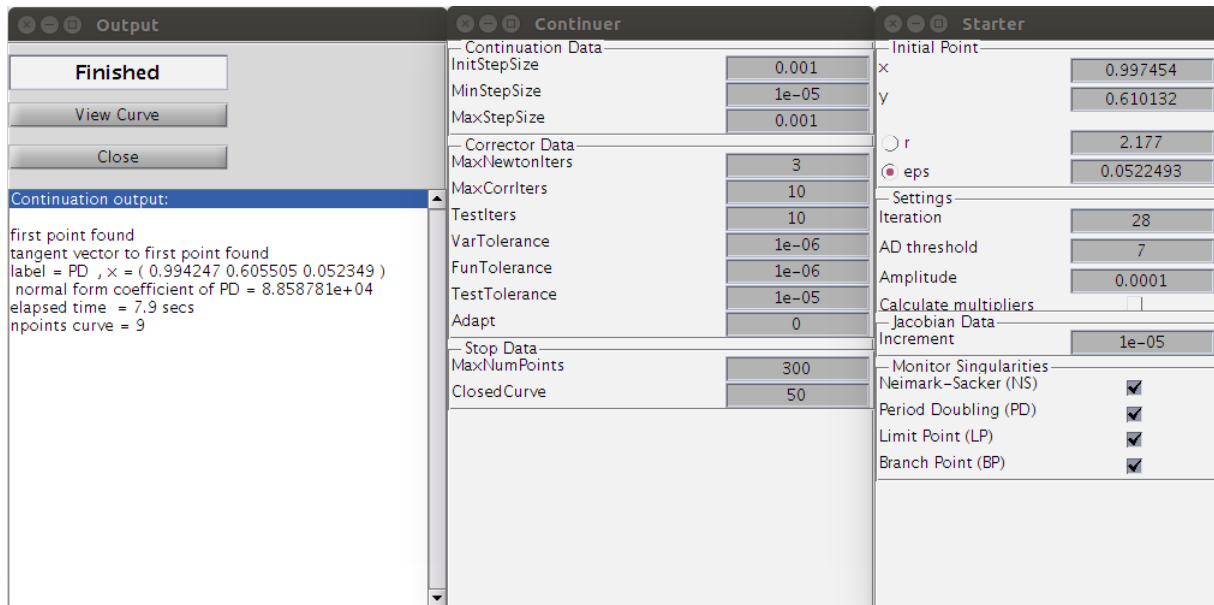 Output
Finished
View Curve
Close
Continuation output:
first point found
tangent vector to first point found
label = PD , x = ( 0.994247 0.605505 0.052349 )
normal form coefficient of PD = 8.858781e+04
elapsed time = 7.9 secs
npoints curve = 9
Continuer
Continuation Data
InitStepSize 0.001
MinStepSize 1e-05
MaxStepSize 0.001
Corrector Data
MaxNewtonIters 3
MaxCorrIters 10
TestIters 10
VarTolerance 1e-06
FunTolerance 1e-06
TestTolerance 1e-05
Adapt 0
Stop Data
MaxNumPoints 300
ClosedCurve 50
Starter
Initial Point
x 0.997454
y 0.610132
r 2.177
eps 0.0522493
Settings
Iteration 28
AD threshold 7
Amplitude 0.0001
Calculate multipliers
Jacobian Data
Increment 1e-05
Monitor Singularities
Neimark-Sacker (NS)
Period Doubling (PD)
Limit Point (LP)
Branch Point (BP)